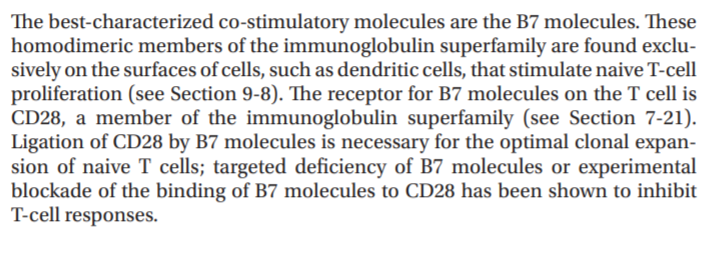 The best-characterized co-stimulatory molecules are the B7 molecules. These
homodimeric members of the immunoglobulin superfamily are found exclu-
sively on the surfaces of cells, such as dendritic cells, that stimulate naive T-cell
proliferation (see Section 9-8). The receptor for B7 molecules on the T cell is
CD28, a member of the immunoglobulin superfamily (see Section 7-21).
Ligation of CD28 by B7 molecules is necessary for the optimal clonal expan-
sion of naive T cells; targeted deficiency of B7 molecules or experimental
blockade of the binding of B7 molecules to CD28 has been shown to inhibit
T-cell responses.